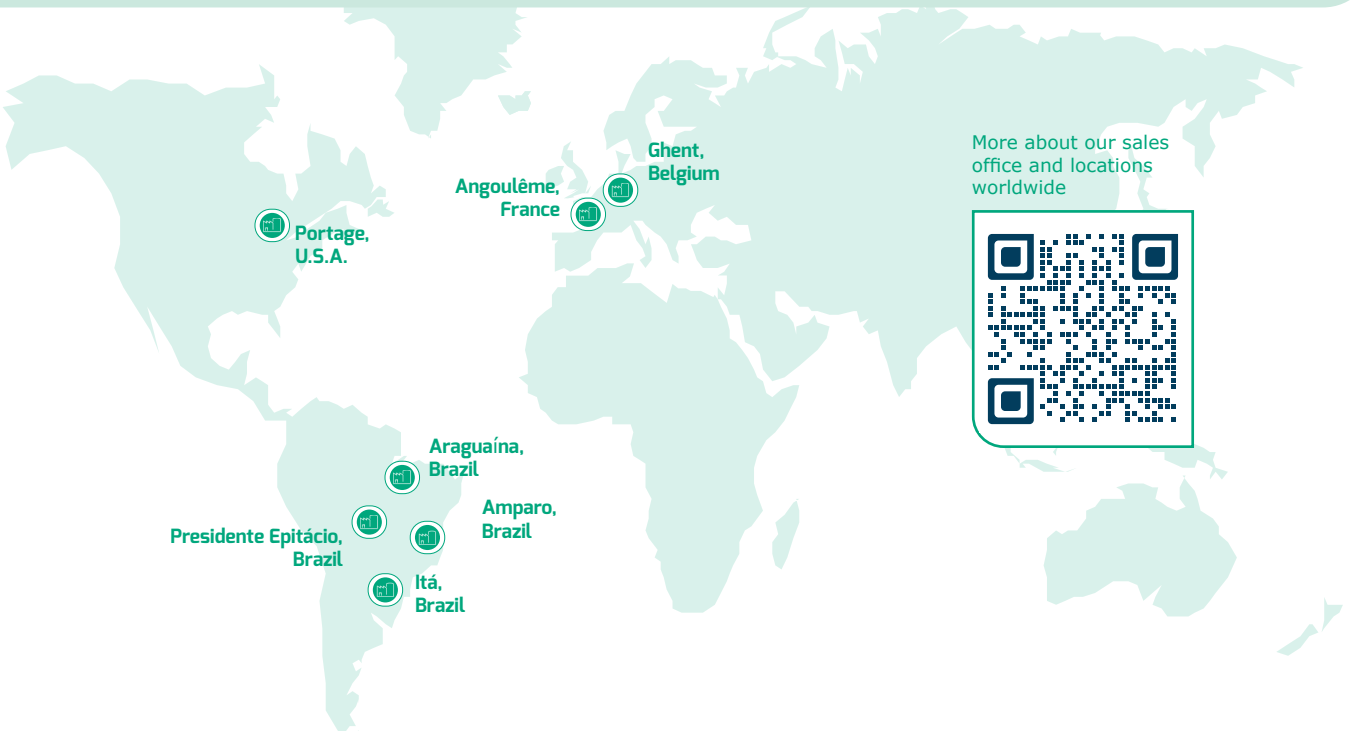 Ghent,
Belgium
Angoulême,
France
Portage,
U.S.A.
More about our sales
office and locations
worldwide
Araguaína,
Brazil
Amparo,
Brazil
Presidente Epitácio,
Brazil
Itá,
Brazil